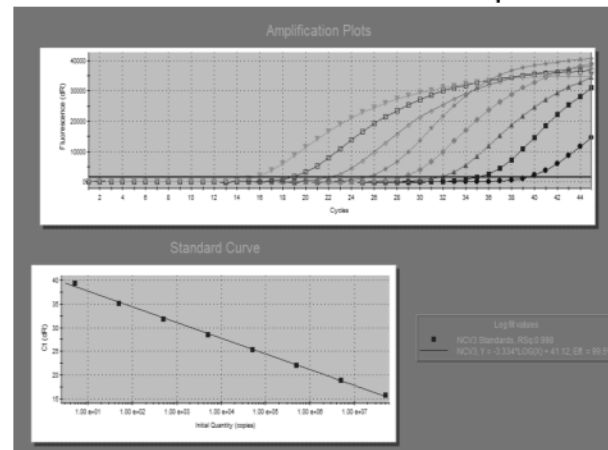 Amplification Plots
Fluorescence (dR)
40000
30000
20000
10000
0
2 4 6 8 10 12 14 16 18 20 22 24 26 28 30 32 34 36 38 40 42 44
Cycles
Standard Curve
Ct (dR)
40
35
30
25
20
15
1.00 e+01 1.00 e+02 1.00 e+03 1.00 e+04 1.00 e+05 1.00 e+06 1.00 e+07
Initial Quantity (copies)
Log fit values
NCV3 Standards, RSq:0.998
NCV3, Y = -3.334*LOG(X) + 41.12, Eff. = 99.5